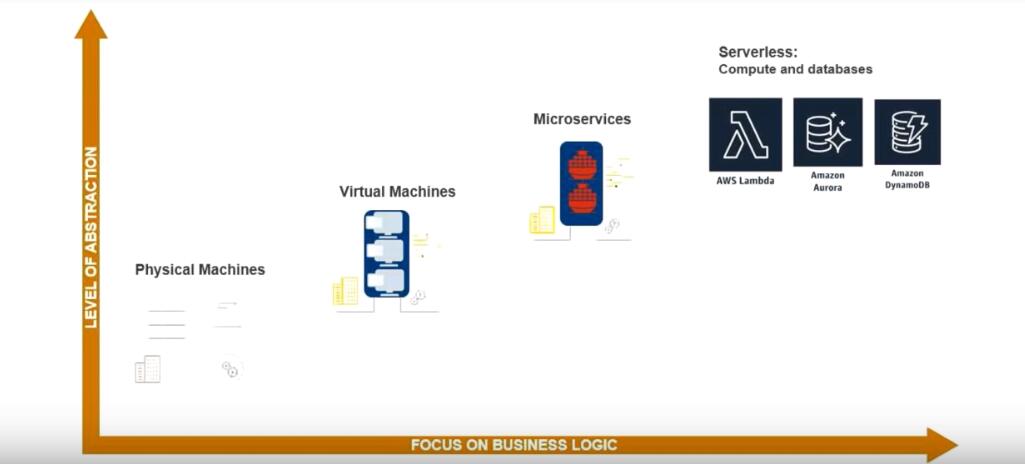 Serverless:
Compute and databases
Microservices
AWS Lambda
Amazon
Aurora
Amazon
DynamoDB
Virtual Machines
Physical Machines
LEVEL OF ABSTRACTION
FOCUS ON BUSINESS LOGIC